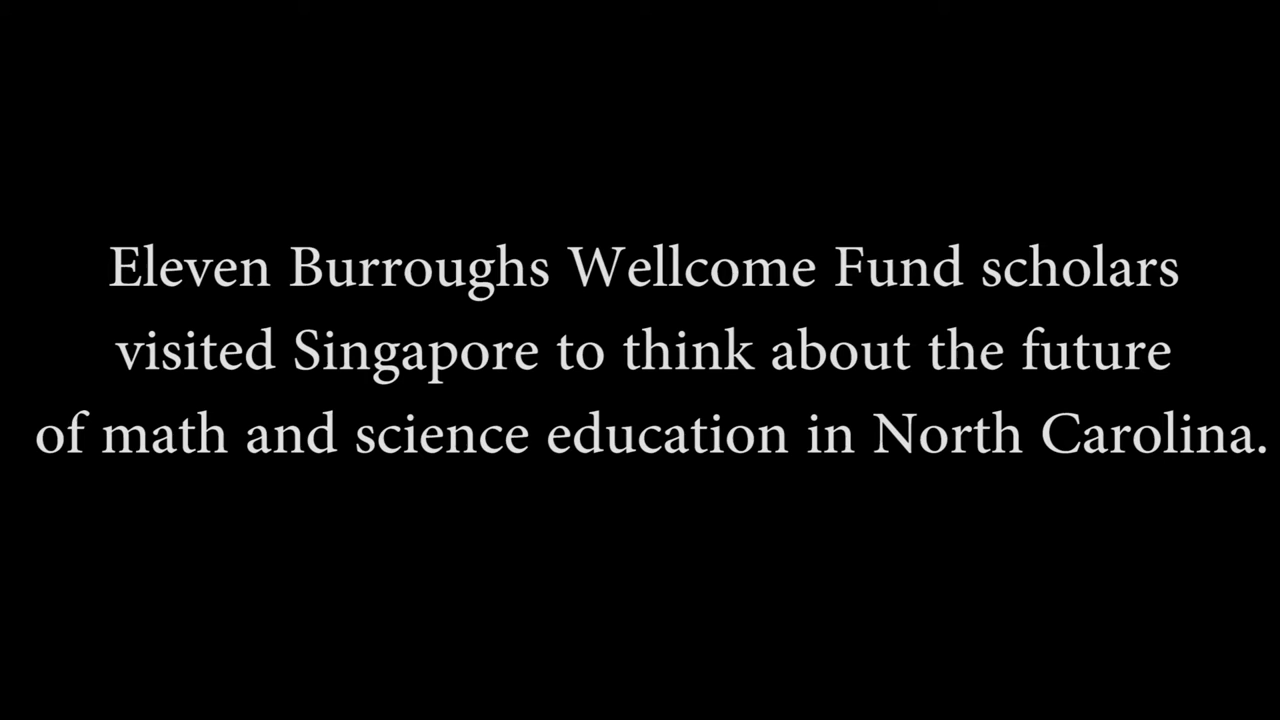 Eleven Burroughs Wellcome Fund scholars
visited Singapore to think about the future
of math and science education in North Carolina.